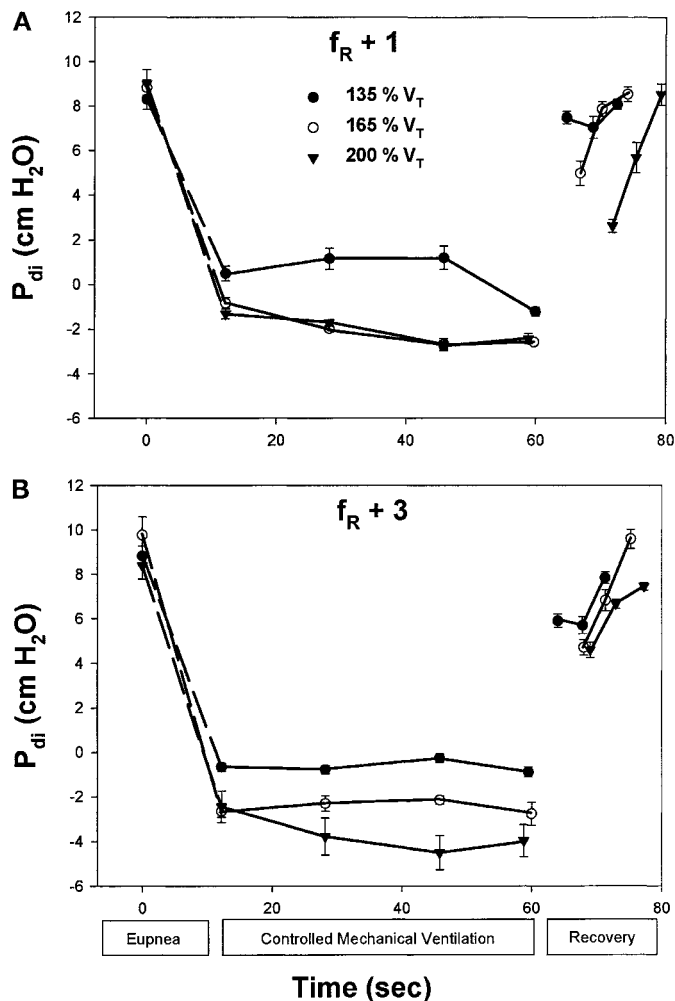 A
f_R + 1
135 % V_T
165 % V_T
200 % V_T
P_di (cm H_2O)
12
10
8
6
4
2
0
-2
-4
-6
0 20 40 60 80
B
f_R + 3
P_di (cm H_2O)
12
10
8
6
4
2
0
-2
-4
-6
0 20 40 60 80
Eupnea Controlled Mechanical Ventilation Recovery
Time (sec)